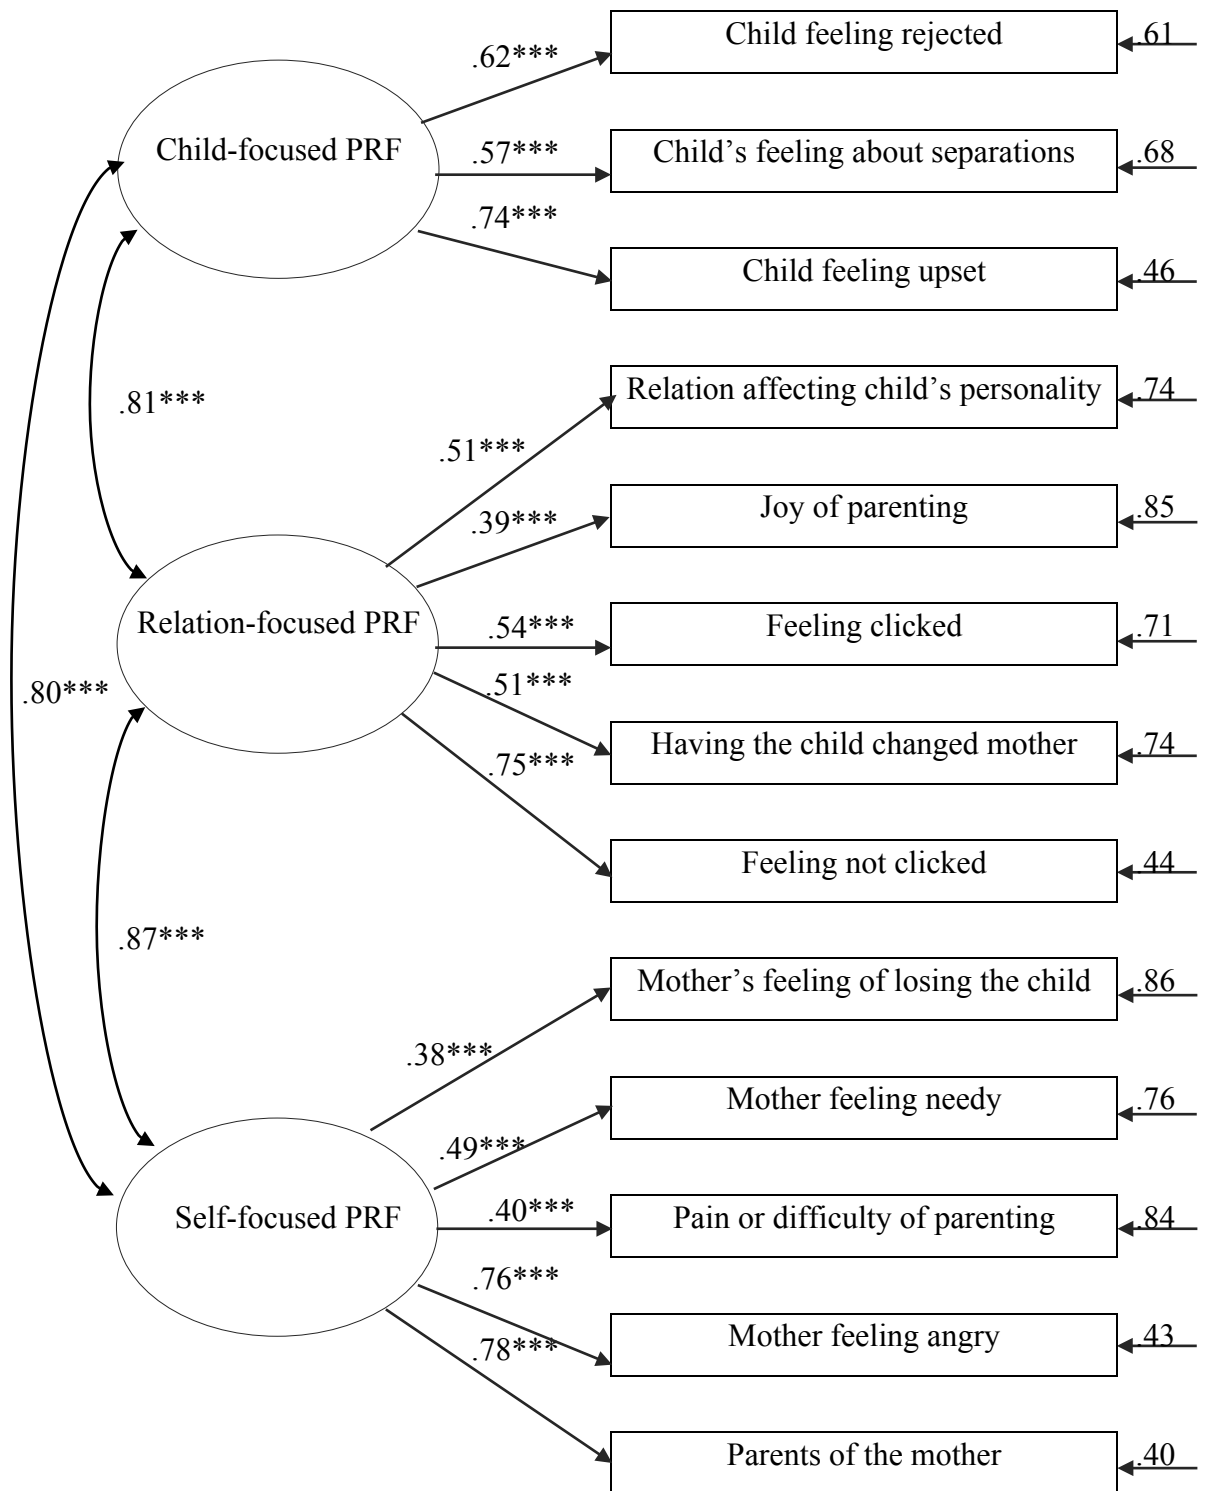 Child feeling rejected
.61
.62***
Child-focused PRF
.57***
Child’s feeling about separations
.68
.74***
Child feeling upset
.46
Relation affecting child’s personality
.74
.81***
.51***
Joy of parenting
.85
.39***
Relation-focused PRF
.54***
Feeling clicked
.71
.80***
.51***
Having the child changed mother
.74
.75***
Feeling not clicked
.44
.87***
Mother’s feeling of losing the child
.86
.38***
Mother feeling needy
.76
.49***
Self-focused PRF
.40***
Pain or difficulty of parenting
.84
.76***
Mother feeling angry
.43
.78***
Parents of the mother
.40